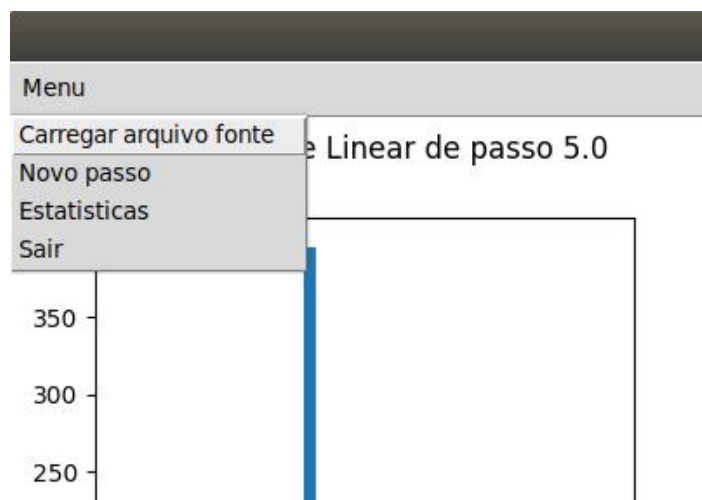 Menu
Carregar arquivo fonte
Novo passo
Estatisticas
Sair
Linear de passo 5.0
350
300
250